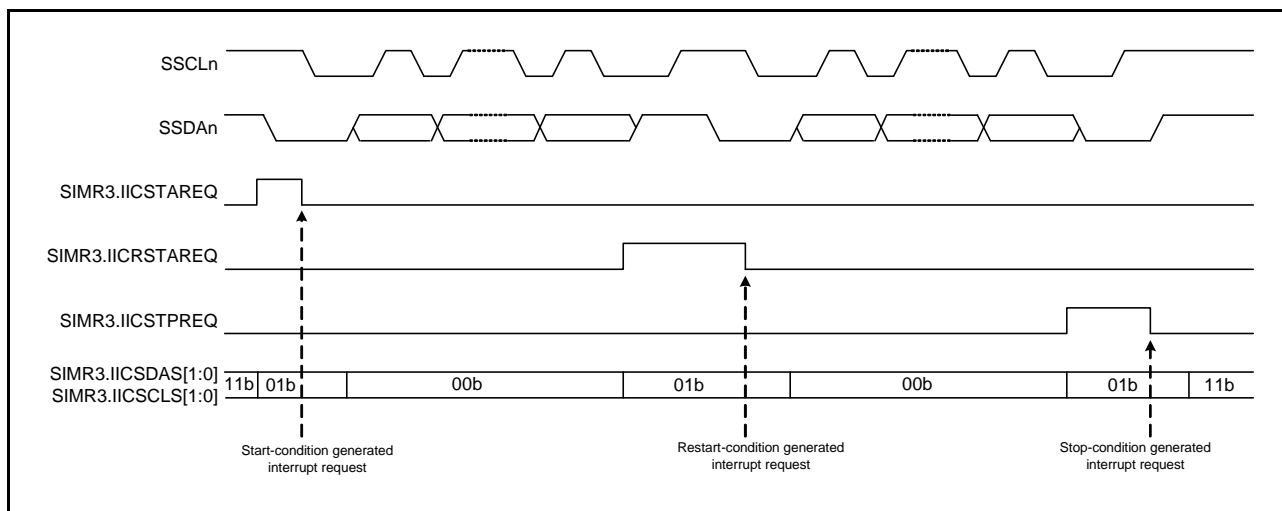 SSCLn
SSDAn
SIMR3.IICSTAREQ
SIMR3.IICRSTAREQ
SIMR3.IICSTPREQ
SIMR3.IICSDAS[1:0]
SIMR3.IICSCLS[1:0]
11b 01b 00b 01b 00b 01b 11b
Start-condition generated
interrupt request
Restart-condition generated
interrupt request
Stop-condition generated
interrupt request